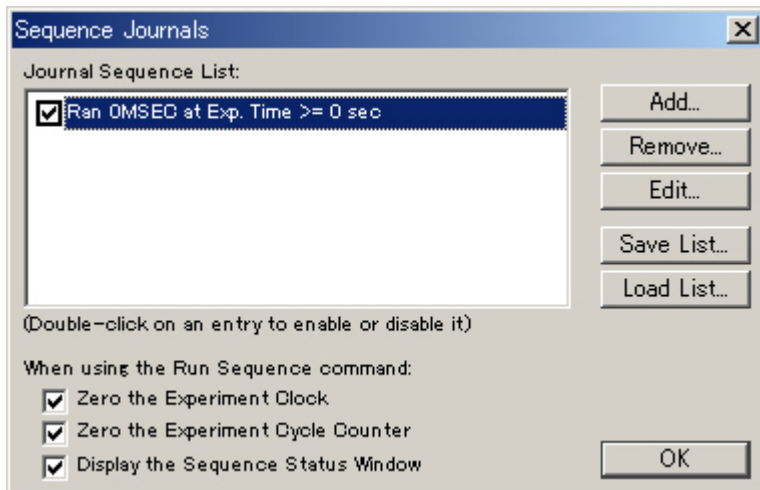 Sequence Journals
Journal Sequence List:
Ran 0MSEC at Exp. Time >= 0 sec
Add...
Remove...
Edit...
Save List...
Load List...
(Double-click on an entry to enable or disable it)
When using the Run Sequence command:
Zero the Experiment Clock
Zero the Experiment Cycle Counter
Display the Sequence Status Window
OK